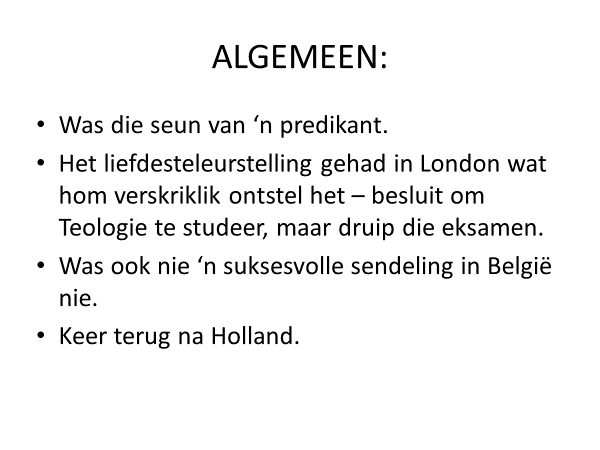 ALGEMEEN:
• Was die seun van ‘n predikant.
• Het liefdesteleurstelling gehad in London wat
hom verskriklik ontstel het – besluit om
Teologie te studeer, maar druip die eksamen.
• Was ook nie ‘n suksesvolle sendeling in België
nie.
• Keer terug na Holland.